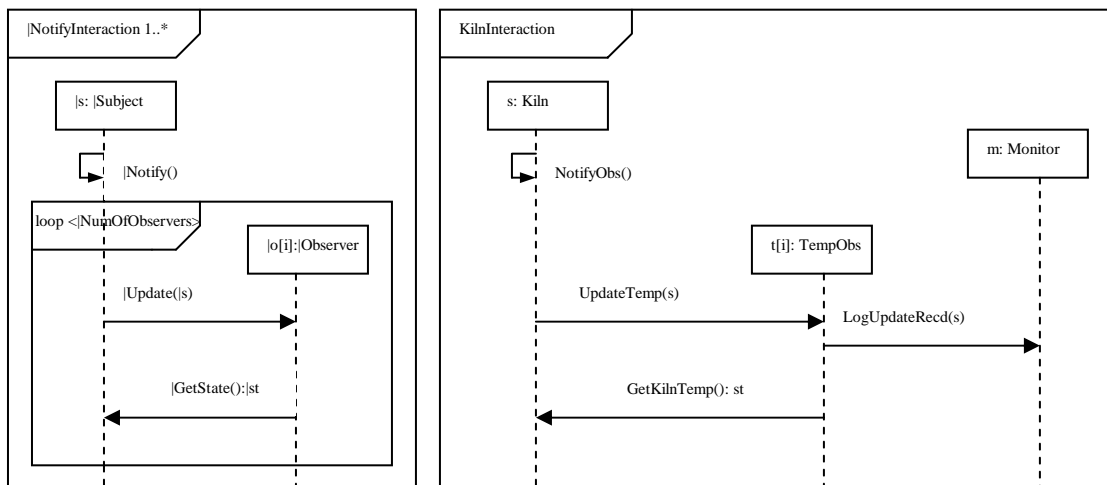 |NotifyInteraction 1..*
|s: |Subject
|Notify()
loop <|NumOfObservers>
|o[i]:|Observer
|Update(|s)
|GetState():|st
KilnInteraction
s: Kiln
m: Monitor
NotifyObs()
t[i]: TempObs
UpdateTemp(s)
LogUpdateRecd(s)
GetKilnTemp(): st